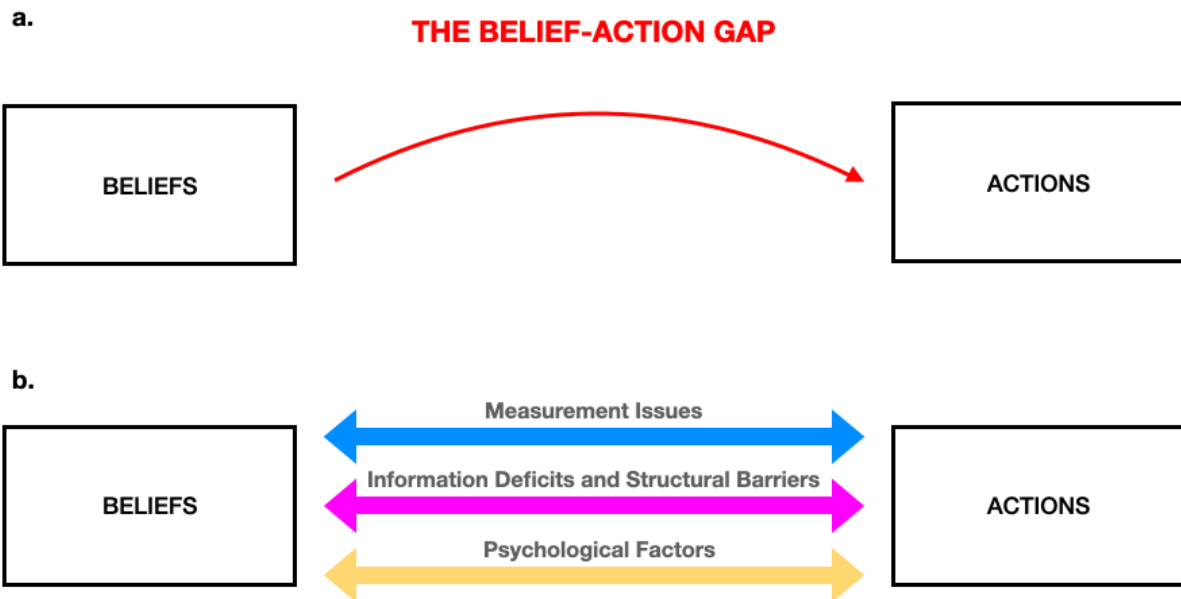 a.
THE BELIEF-ACTION GAP
BELIEFS
ACTIONS
b.
Measurement Issues
Information Deficits and Structural Barriers
BELIEFS
ACTIONS
Psychological Factors